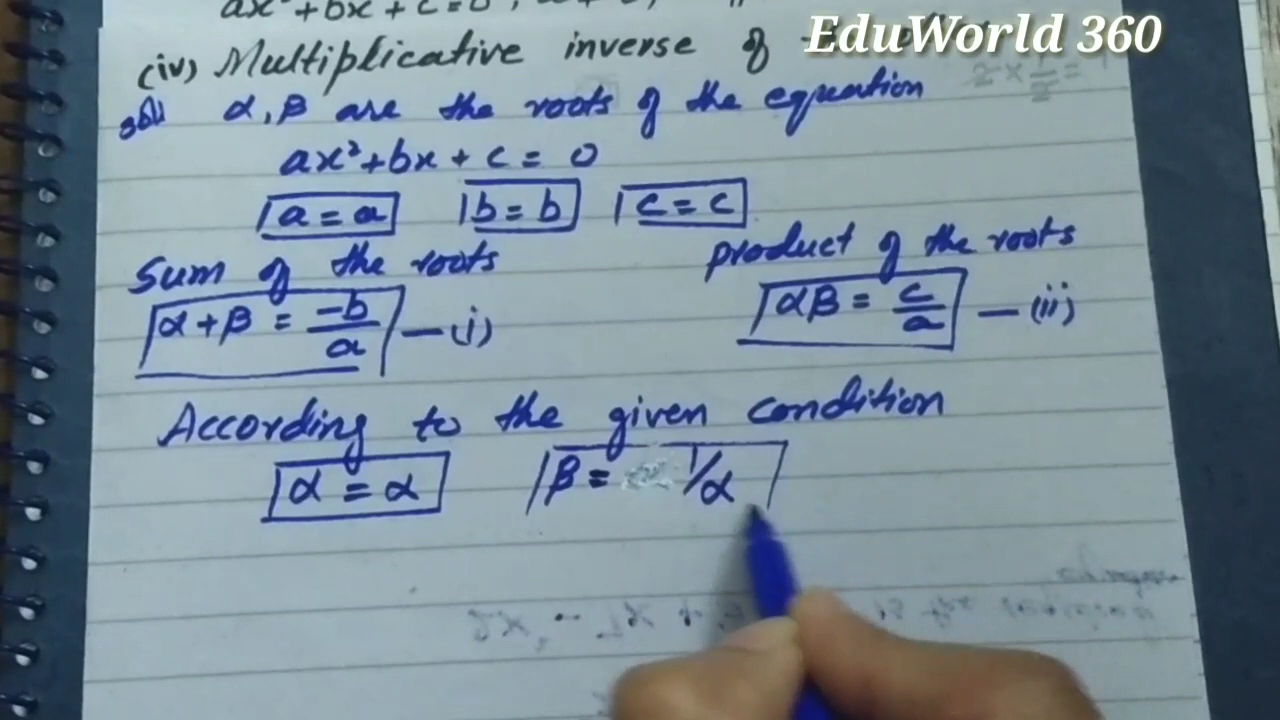 (iv) Multiplicative inverse of
EduWorld 360
Sol: α, β are the roots of the equation
ax² + bx + c = 0
a = a b = b c = c
Sum of the roots product of the roots
α + β = -b/a — (i) αβ = c/a — (ii)
According to the given condition
α = α β = 1/α